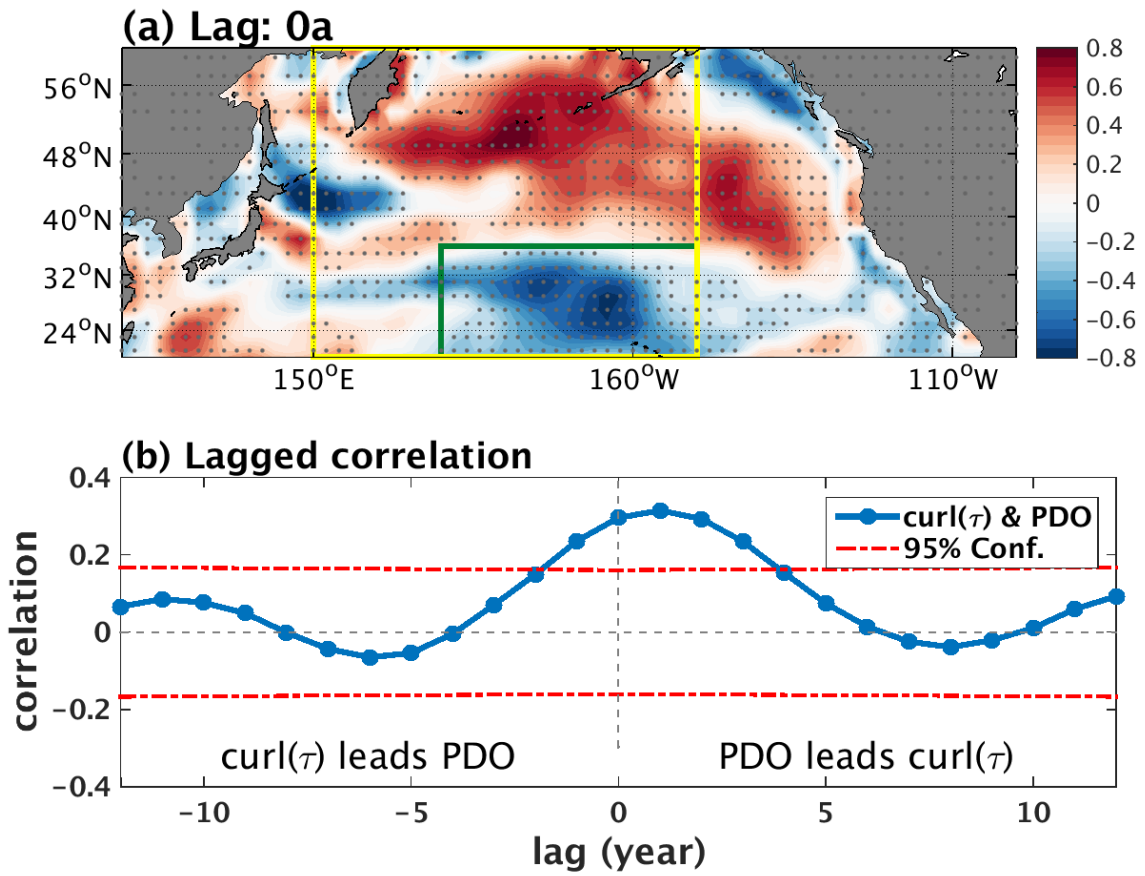 (a) Lag: 0a
56°N
48°N
40°N
32°N
24°N
150°E
160°W
110°W
0.8
0.6
0.4
0.2
0
−0.2
−0.4
−0.6
−0.8
(b) Lagged correlation
0.4
0.2
0
−0.2
−0.4
correlation
curl(τ) & PDO
95% Conf.
curl(τ) leads PDO
PDO leads curl(τ)
−10
−5
0
5
10
lag (year)